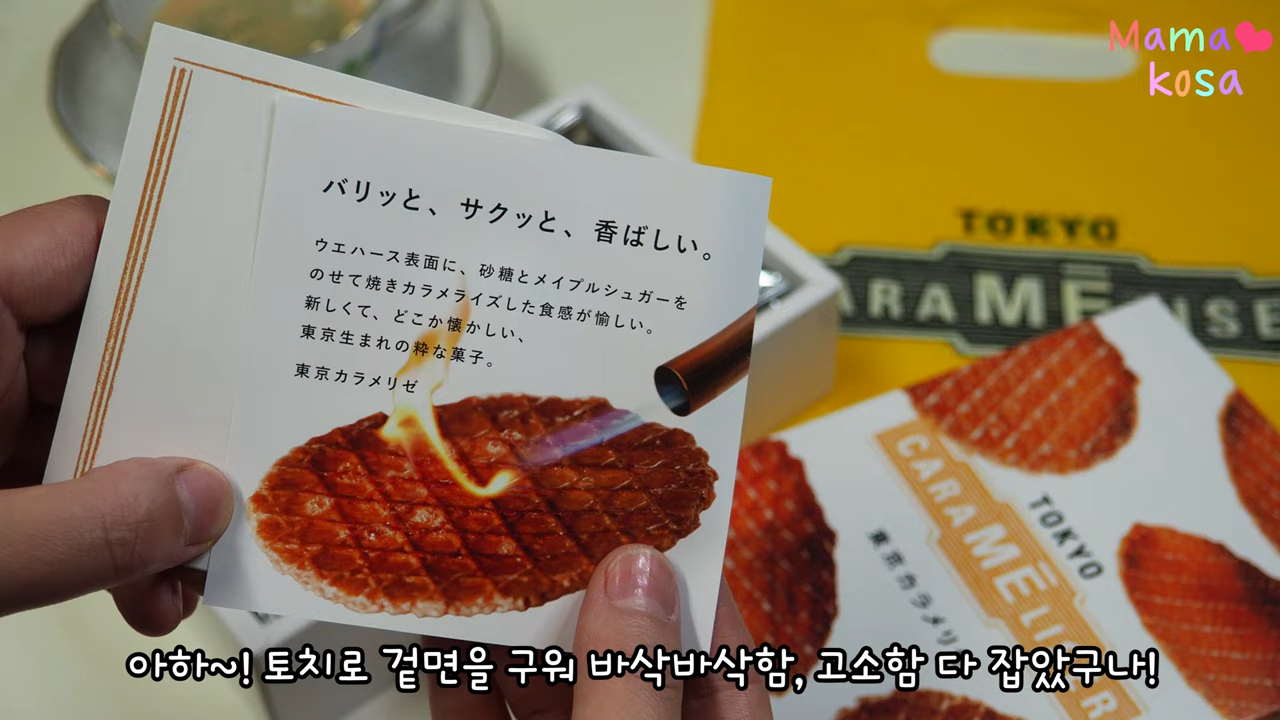 Mama
kosa
バリッと、サクッと、香ばしい。
ウエハース表面に、砂糖とメイプルシュガーを
のせて焼きカラメライズした食感が愉しい。
新しくて、どこか懐かしい、
東京生まれの粋な菓子。
東京カラメリゼ
TOKYO
CARAMĒ
TOKYO
CARAMĒLI
東京カラメリ
아하~! 토치로 겉면을 구워 바삭바삭함, 고소함 다 잡았구나!